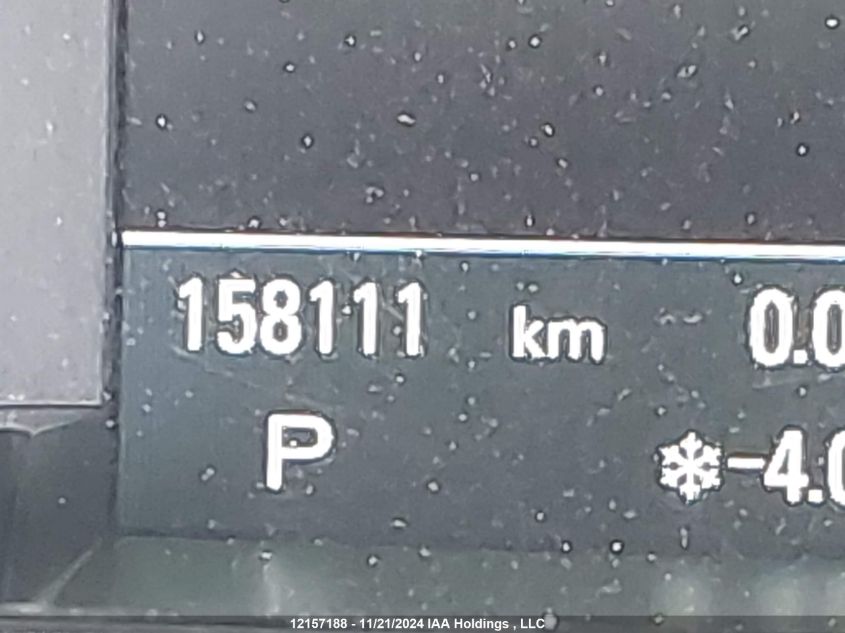 158111 km 0.0
P ❄-4.0
12157188 - 11/21/2024 IAA Holdings , LLC